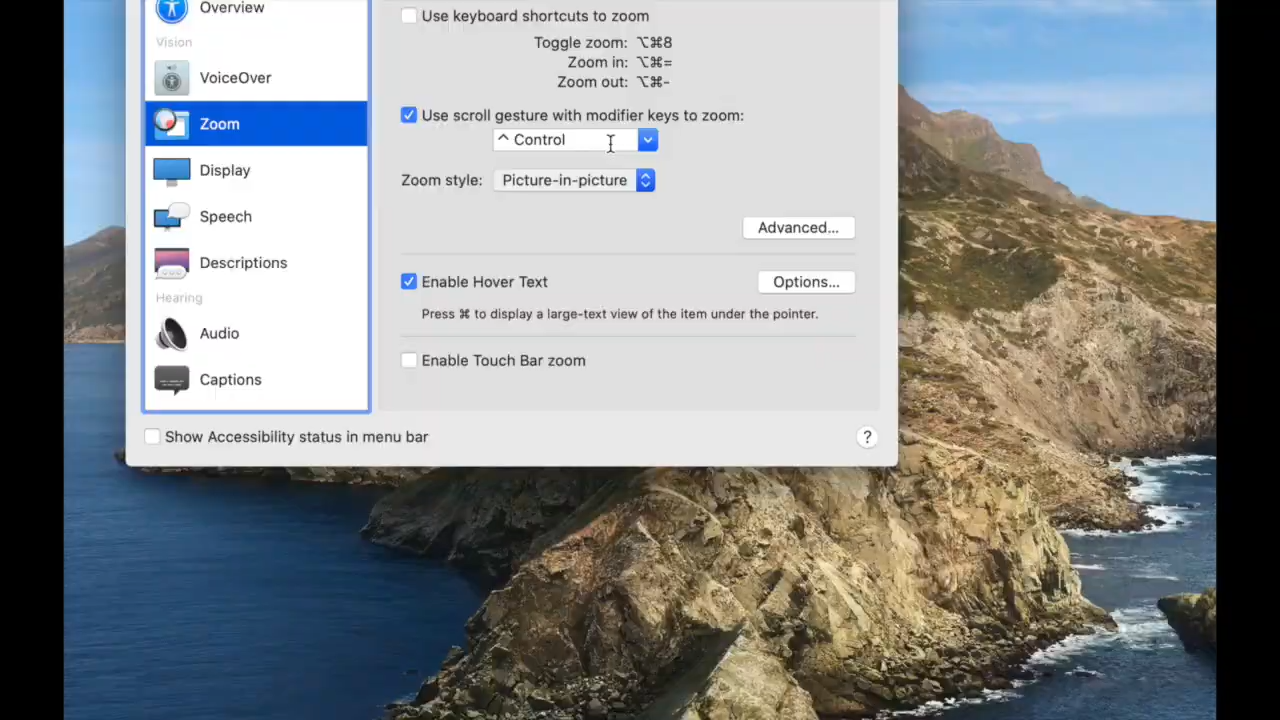 Overview
Vision
VoiceOver
Zoom
Display
Speech
Descriptions
Hearing
Audio
Captions
Use keyboard shortcuts to zoom
Toggle zoom: ⌥⌘8
Zoom in: ⌥⌘=
Zoom out: ⌥⌘-
Use scroll gesture with modifier keys to zoom:
^ Control
Zoom style: Picture-in-picture
Advanced...
Enable Hover Text Options...
Press ⌘ to display a large-text view of the item under the pointer.
Enable Touch Bar zoom
Show Accessibility status in menu bar ?